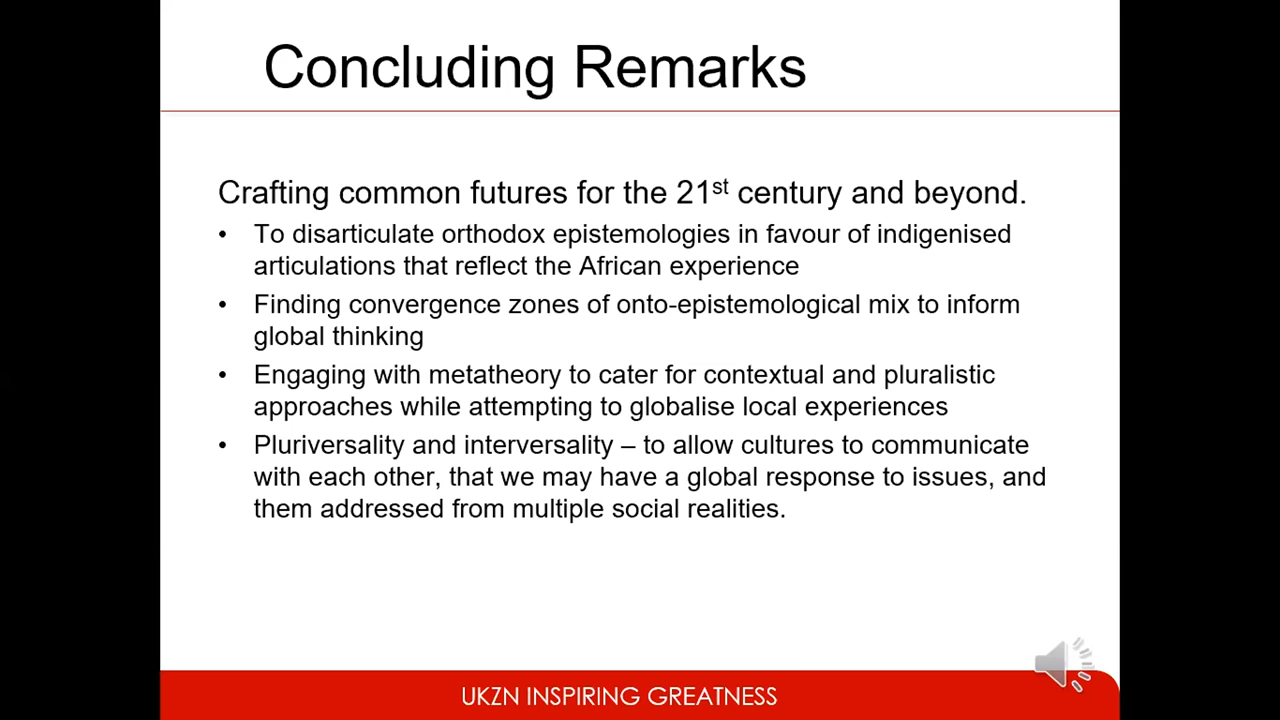 Concluding Remarks
Crafting common futures for the 21st century and beyond.
• To disarticulate orthodox epistemologies in favour of indigenised
articulations that reflect the African experience
• Finding convergence zones of onto-epistemological mix to inform
global thinking
• Engaging with metatheory to cater for contextual and pluralistic
approaches while attempting to globalise local experiences
• Pluriversality and interversality – to allow cultures to communicate
with each other, that we may have a global response to issues, and
them addressed from multiple social realities.
UKZN INSPIRING GREATNESS